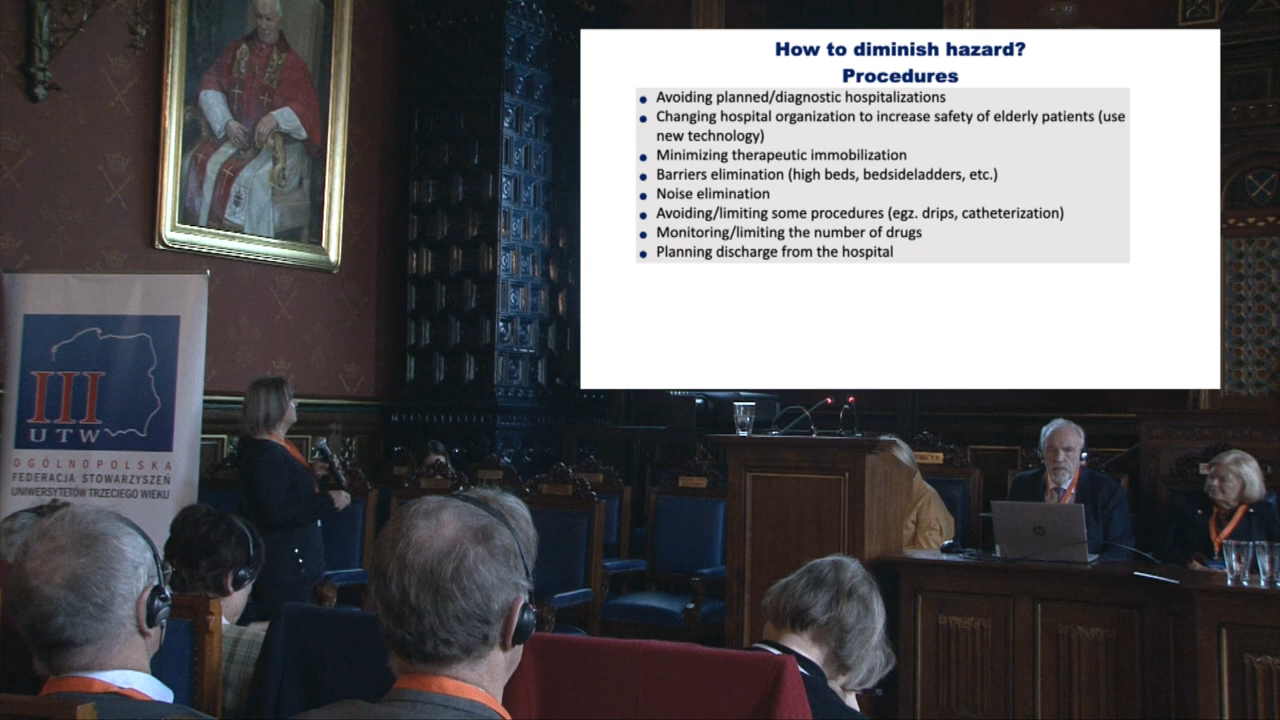 How to diminish hazard?
Procedures
• Avoiding planned/diagnostic hospitalizations
• Changing hospital organization to increase safety of elderly patients (use
new technology)
• Minimizing therapeutic immobilization
• Barriers elimination (high beds, bedsideladders, etc.)
• Noise elimination
• Avoiding/limiting some procedures (egz. drips, catheterization)
• Monitoring/limiting the number of drugs
• Planning discharge from the hospital
III
UTW
OGÓLNOPOLSKA
FEDERACJA STOWARZYSZEŃ
UNIWERSYTETÓW TRZECIEGO WIEKU
hp